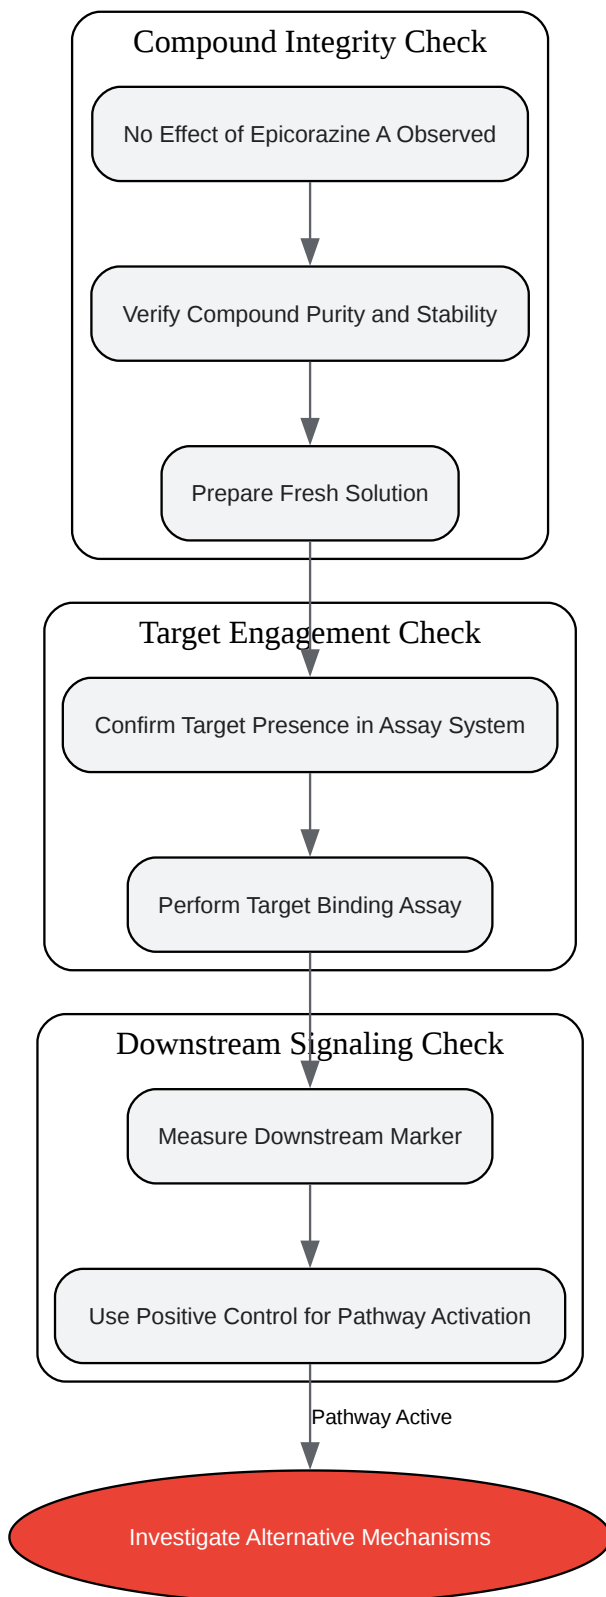 Compound Integrity Check
No Effect of Epicorazine A Observed
Verify Compound Purity and Stability
Prepare Fresh Solution
Target Engagement Check
Confirm Target Presence in Assay System
Perform Target Binding Assay
Downstream Signaling Check
Measure Downstream Marker
Use Positive Control for Pathway Activation
Pathway Active
Investigate Alternative Mechanisms